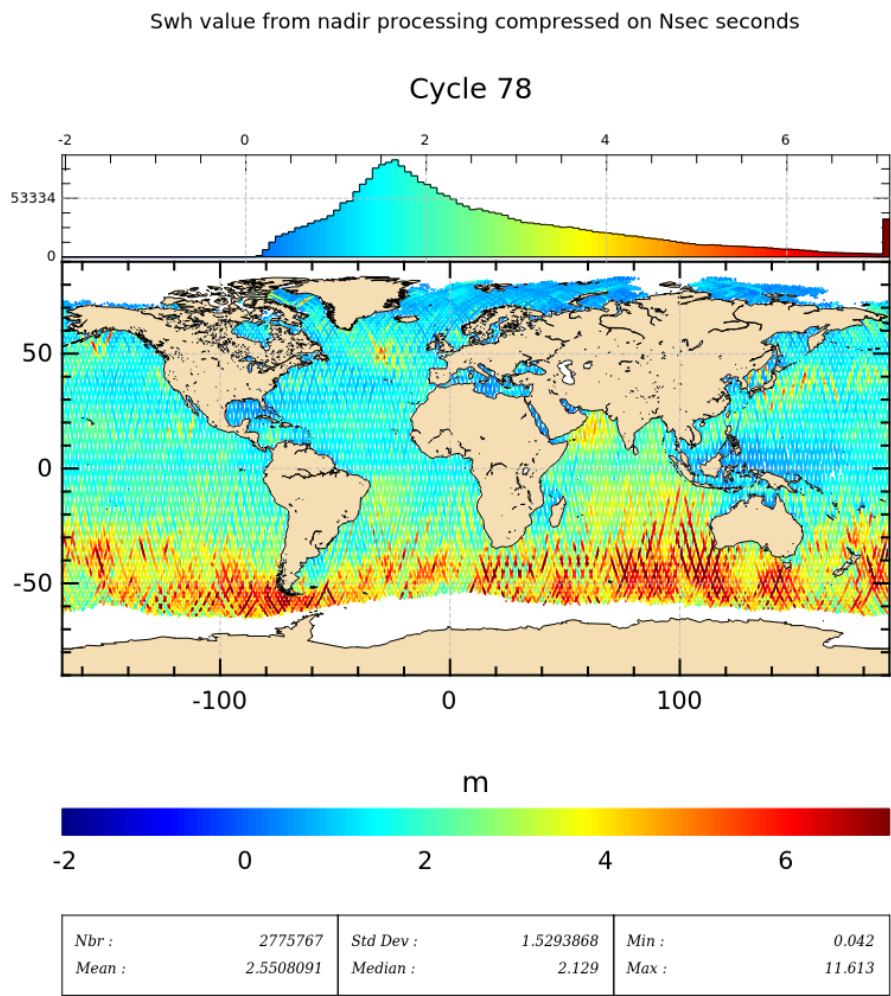 Swh value from nadir processing compressed on Nsec seconds
Cycle 78
-2 0 2 4 6
53334
0
50
0
-50
-100 0 100
m
-2 0 2 4 6
Nbr : 2775767 Std Dev : 1.5293868 Min : 0.042
Mean : 2.5508091 Median : 2.129 Max : 11.613